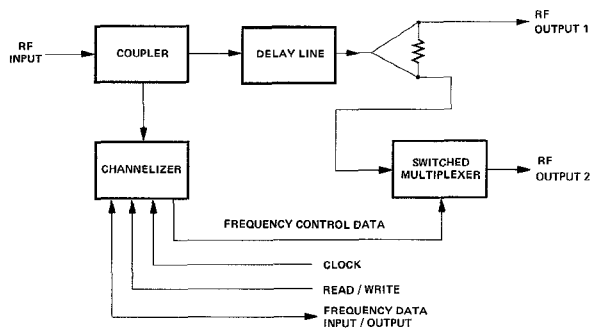 RF
INPUT
COUPLER
DELAY LINE
RF
OUTPUT 1
CHANNELIZER
SWITCHED
MULTIPLEXER
RF
OUTPUT 2
FREQUENCY CONTROL DATA
CLOCK
READ / WRITE
FREQUENCY DATA
INPUT / OUTPUT